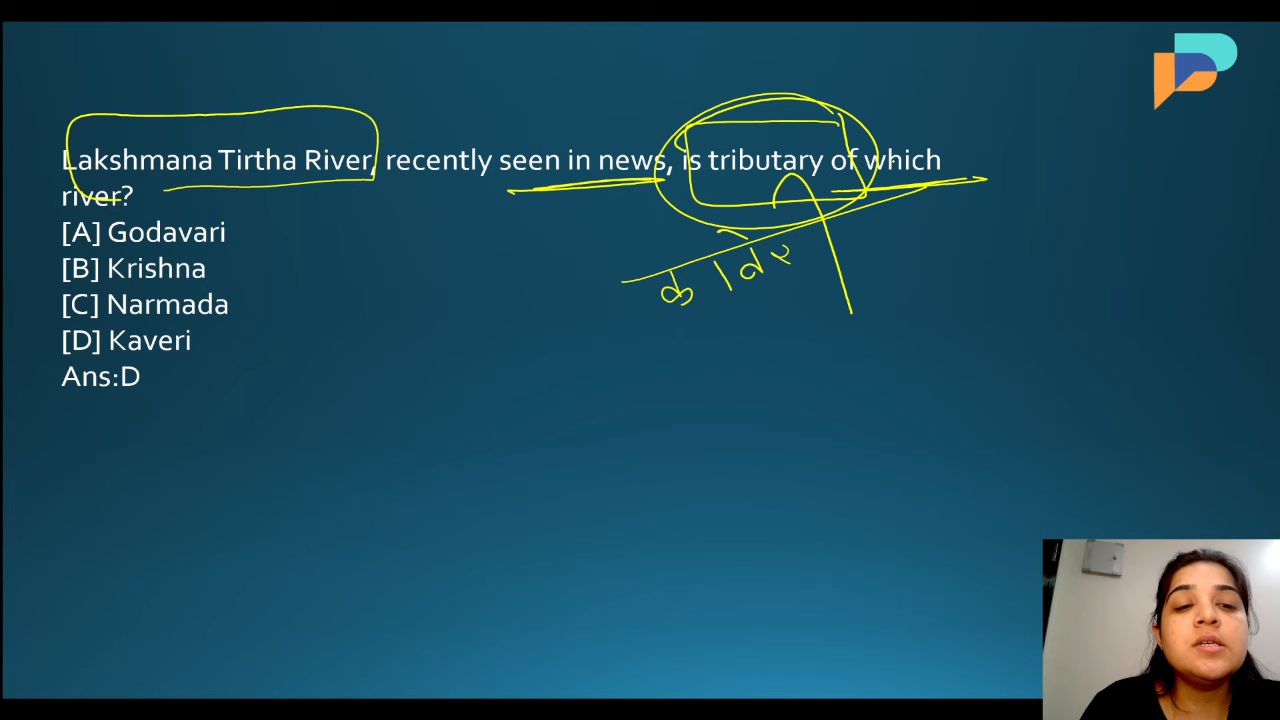 Lakshmana Tirtha River, recently seen in news, is tributary of which
river?
[A] Godavari
[B] Krishna
[C] Narmada
[D] Kaveri
Ans:D